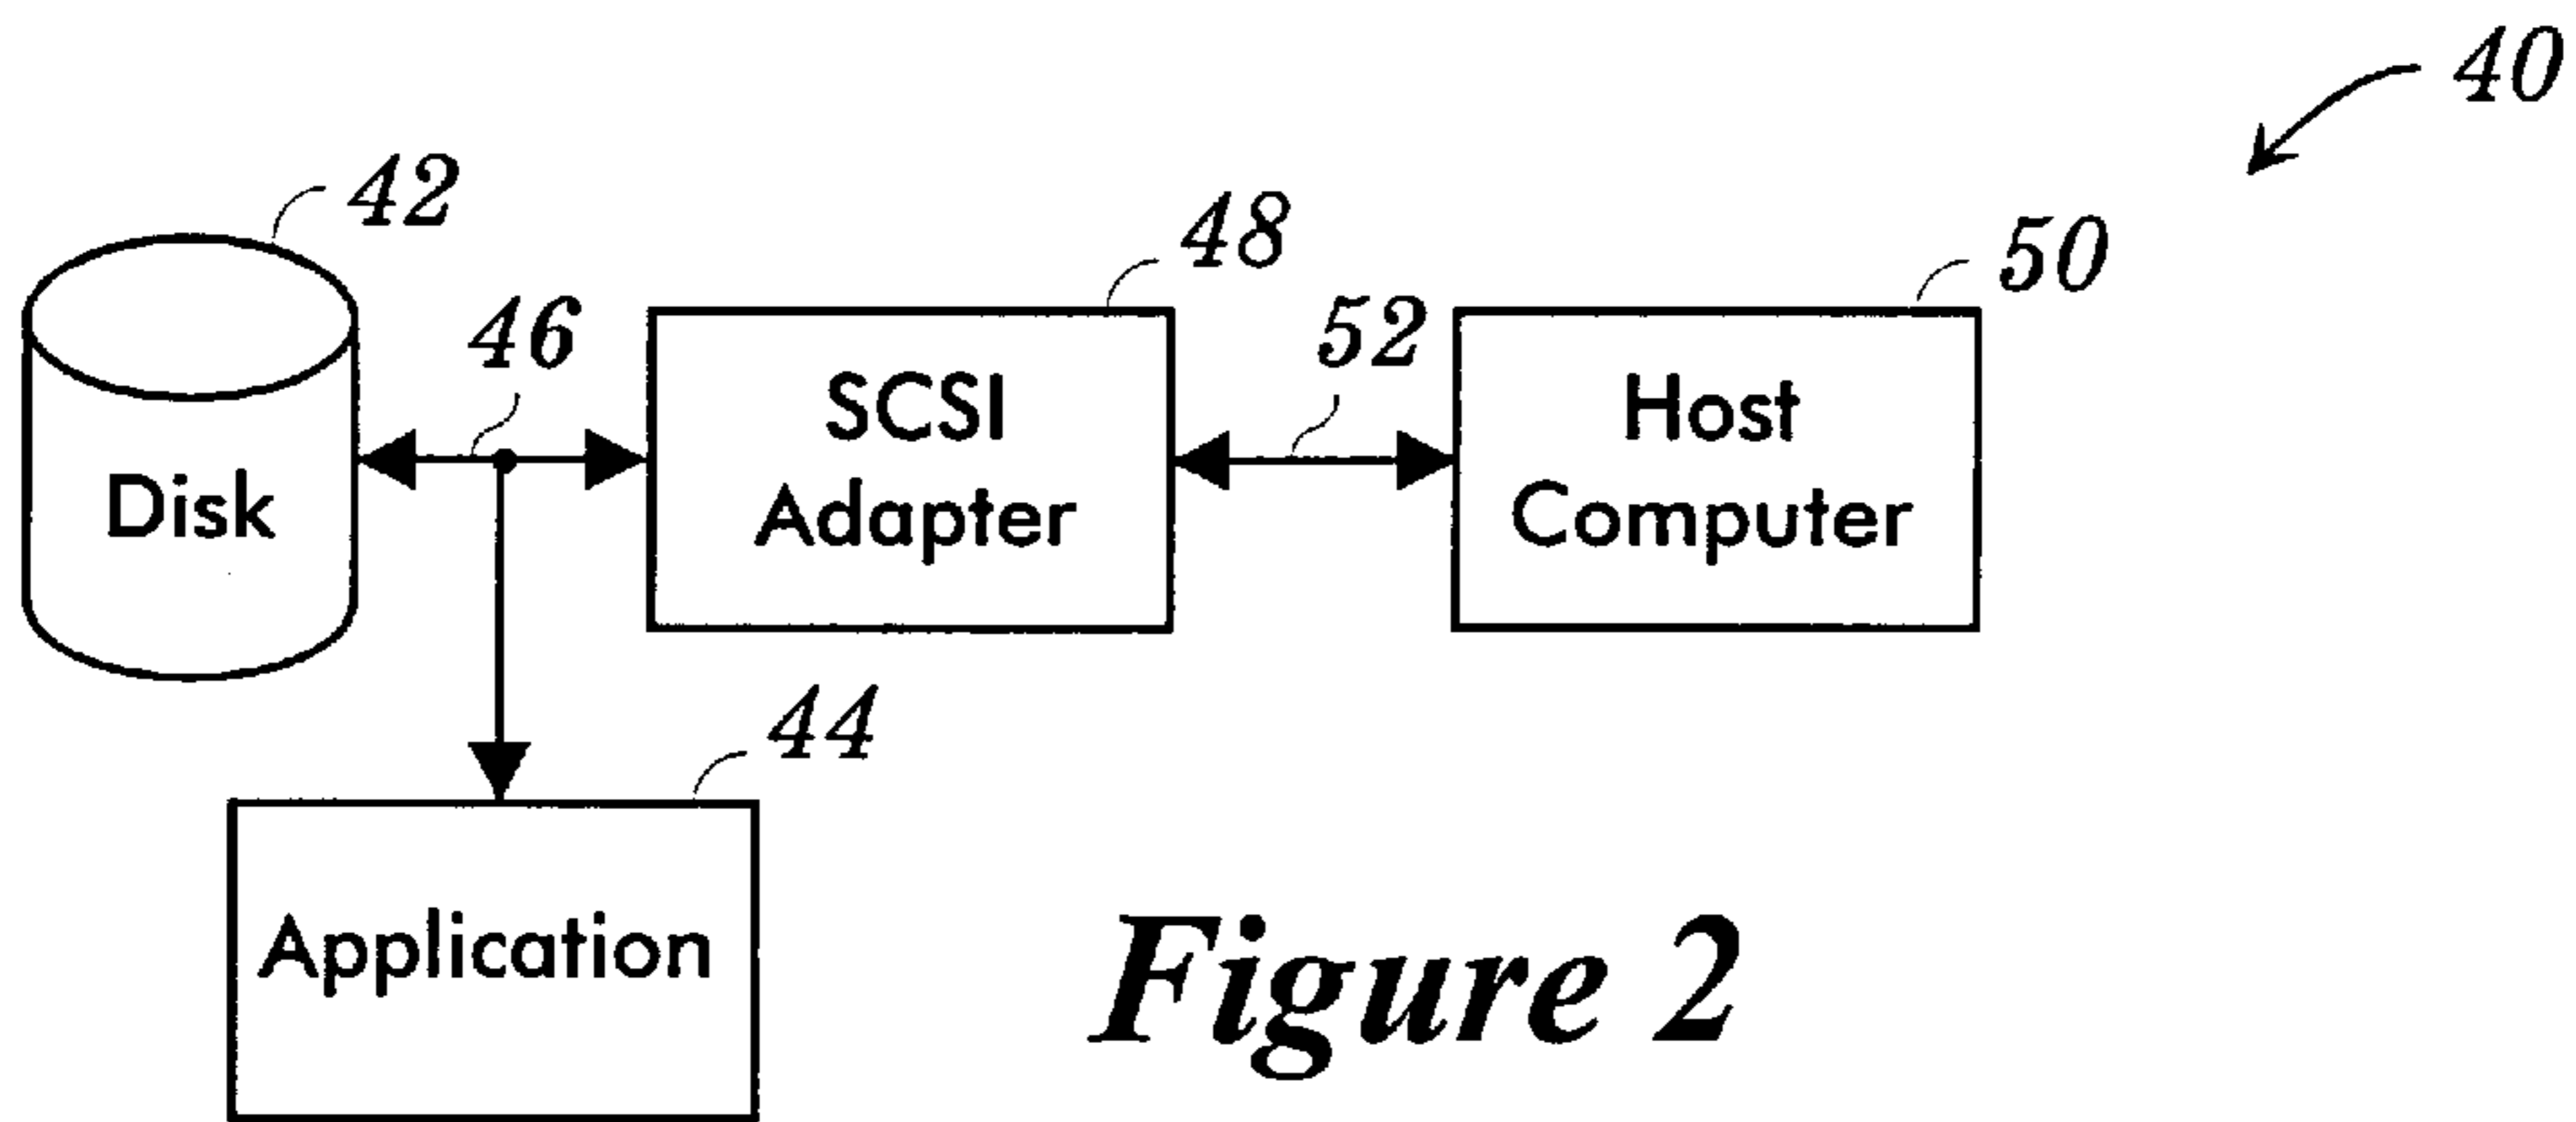 40
42
48
50
46
52
SCSI
Adapter
Host
Computer
Disk
44
Application
Figure 2